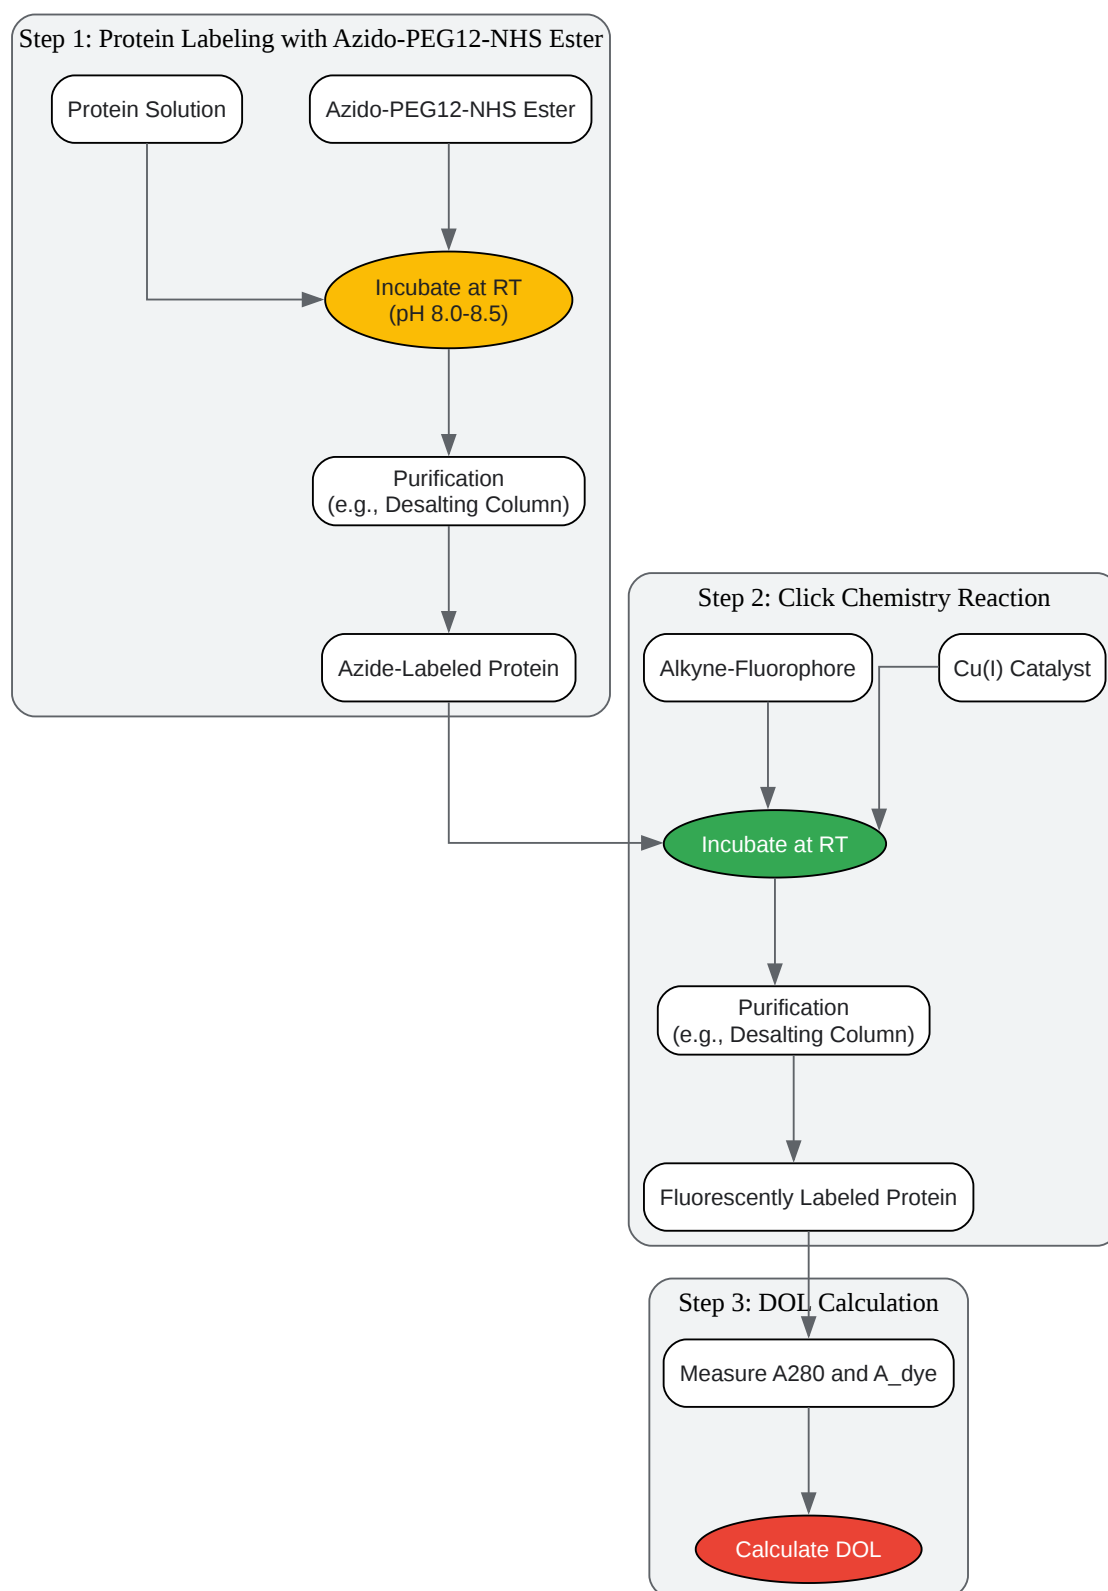 Step 1: Protein Labeling with Azido-PEG12-NHS Ester
Protein Solution
Azido-PEG12-NHS Ester
Incubate at RT
(pH 8.0-8.5)
Purification
(e.g., Desalting Column)
Azide-Labeled Protein
Step 2: Click Chemistry Reaction
Alkyne-Fluorophore
Cu(I) Catalyst
Incubate at RT
Purification
(e.g., Desalting Column)
Fluorescently Labeled Protein
Step 3: DOL Calculation
Measure A280 and A_dye
Calculate DOL